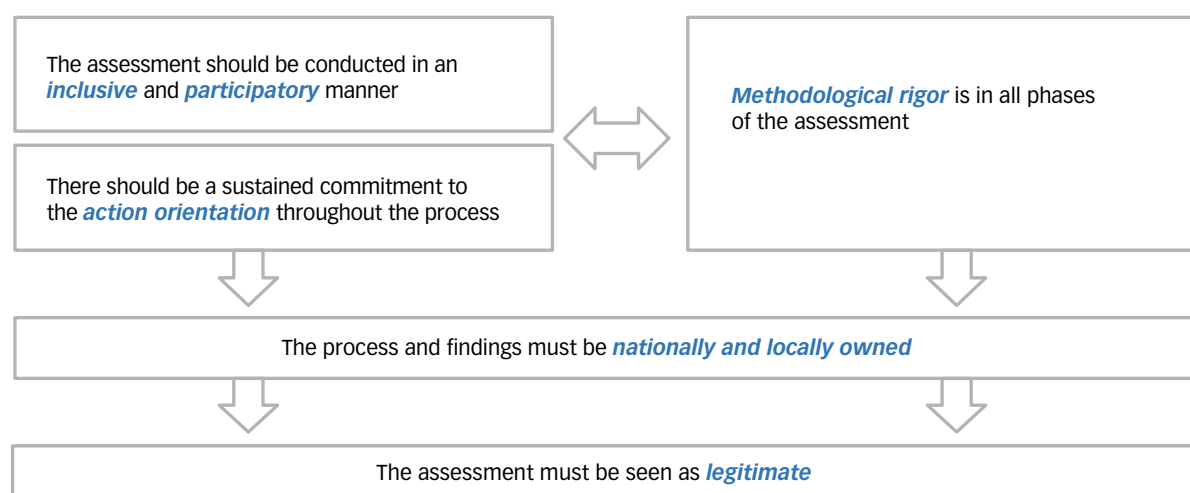 The assessment should be conducted in an
inclusive and participatory manner
There should be a sustained commitment to
the action orientation throughout the process
Methodological rigor is in all phases
of the assessment
The process and findings must be nationally and locally owned
The assessment must be seen as legitimate